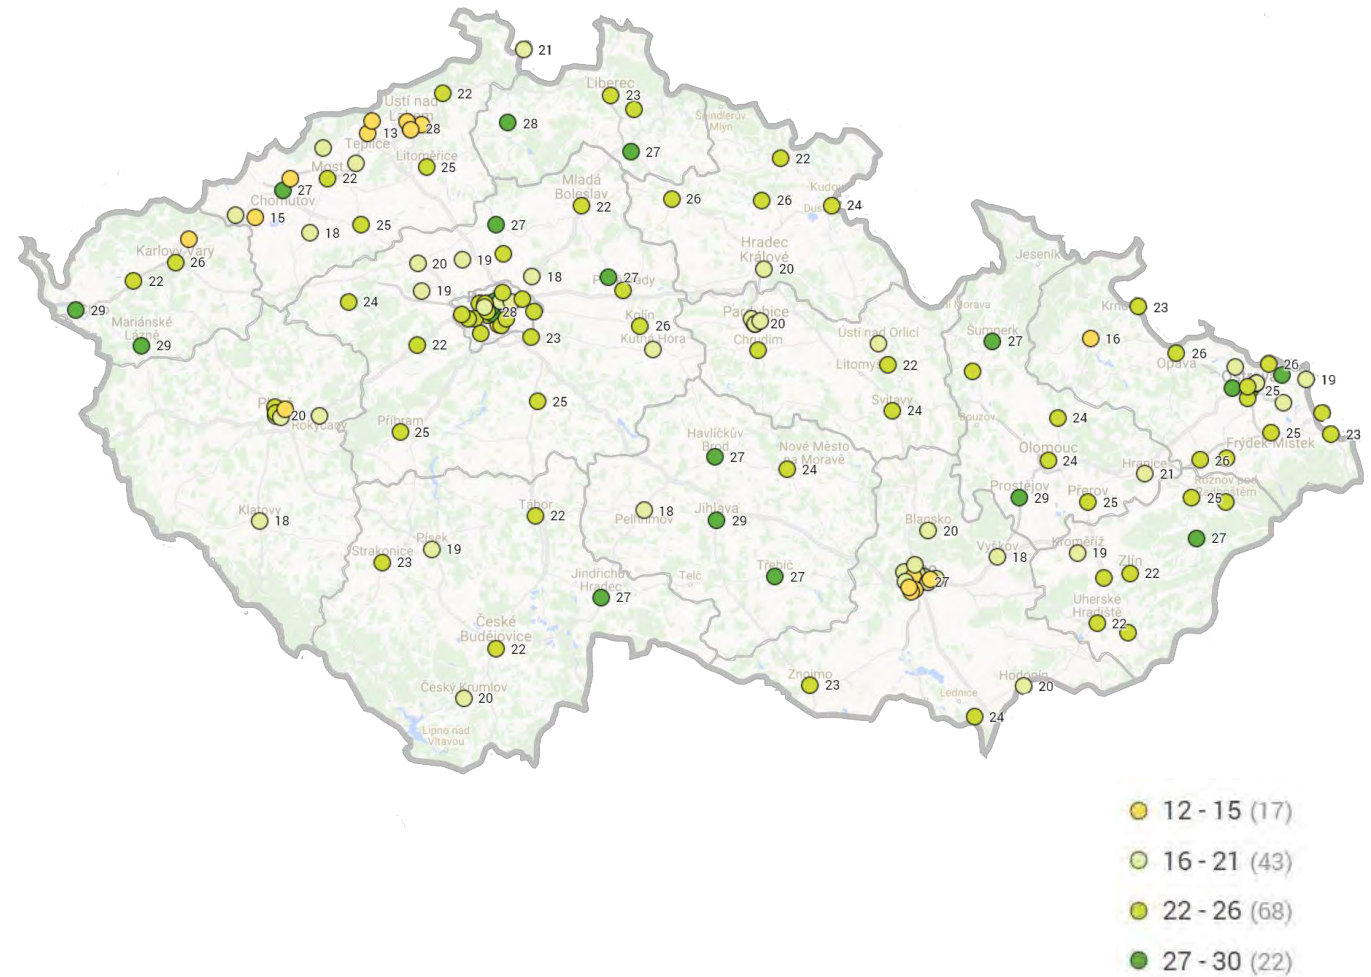 21
22
Liberec
23
Ústí nad
Labem
28
13
Teplice
28
Špindlerův
Mlýn
27
22
Litoměřice
25
Most
22
27
Chomutov
Mladá
Boleslav
22
26
26
Kudova
24
15
18
25
27
Karlovy Vary
26
22
20
19
18
27
Hradec
Králové
20
Jeseník
29
Mariánské
Lázně
29
24
19
28
Kolín
26
Kutná Hora
Pardubice
20
Chrudim
Ústí nad Orlicí
Šumperk
27
23
16
26
Opava
22
23
Litomyšl
22
26
19
25
20
Rokycany
25
Příbram
25
Svitavy
24
Bouzov
24
25
23
Frýdek-Místek
Havlíčkův
Brod
27
Nové Město
na Moravě
24
Olomouc
24
Hranice
21
26
Rožnov pod
Radhoštěm
25
Prostějov
29
Přerov
25
Klatovy
18
Tábor
22
18
Pelhřimov
Jihlava
29
Blansko
20
27
Strakonice
23
Písek
19
Jindřichův
Hradec
27
Telč
Třebíč
27
27
Vyškov
18
Kroměříž
19
Zlín
22
Uherské
Hradiště
22
České
Budějovice
22
Český Krumlov
20
Lipno nad
Vltavou
Znojmo
23
Lednice
Hodonín
20
24
12 - 15 (17)
16 - 21 (43)
22 - 26 (68)
27 - 30 (22)